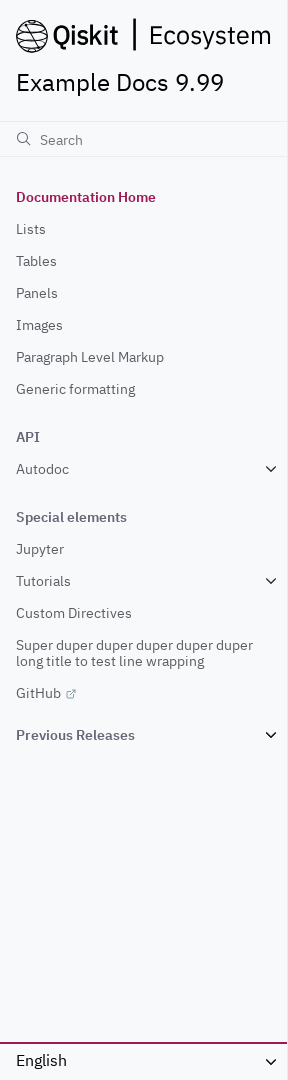 Qiskit | Ecosystem
Example Docs 9.99
Search
Documentation Home
Lists
Tables
Panels
Images
Paragraph Level Markup
Generic formatting
API
Autodoc
Special elements
Jupyter
Tutorials
Custom Directives
Super duper duper duper duper duper
long title to test line wrapping
GitHub
Previous Releases
English